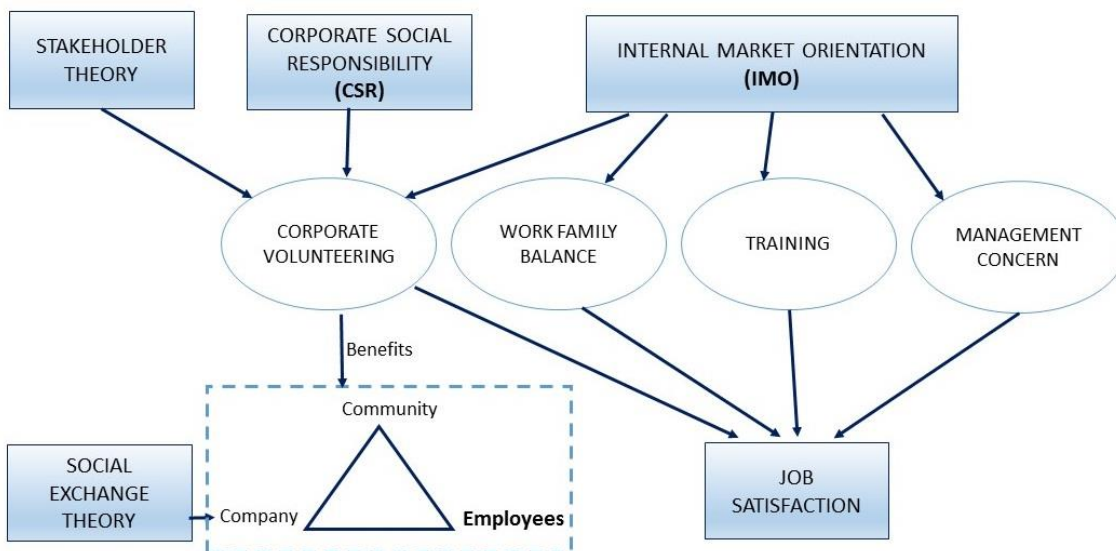 STAKEHOLDER
THEORY
CORPORATE SOCIAL
RESPONSIBILITY
(CSR)
INTERNAL MARKET ORIENTATION
(IMO)
CORPORATE
VOLUNTEERING
WORK FAMILY
BALANCE
TRAINING
MANAGEMENT
CONCERN
Benefits
Community
Company
Employees
SOCIAL
EXCHANGE
THEORY
JOB
SATISFACTION